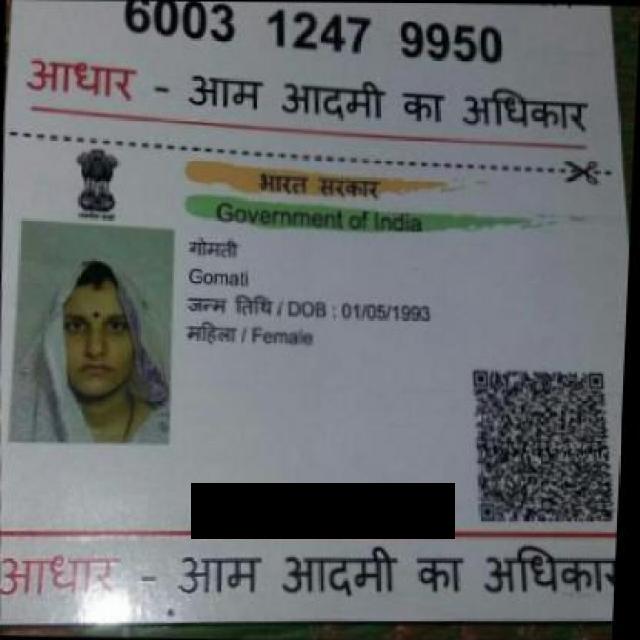 6003 1247 9950
आधार - आम आदमी का अधिकार
भारत सरकार
Government of India
गोमती
Gomati
जन्म तिथि / DOB : 01/05/1993
महिला / Female
आधार - आम आदमी का अधिकार